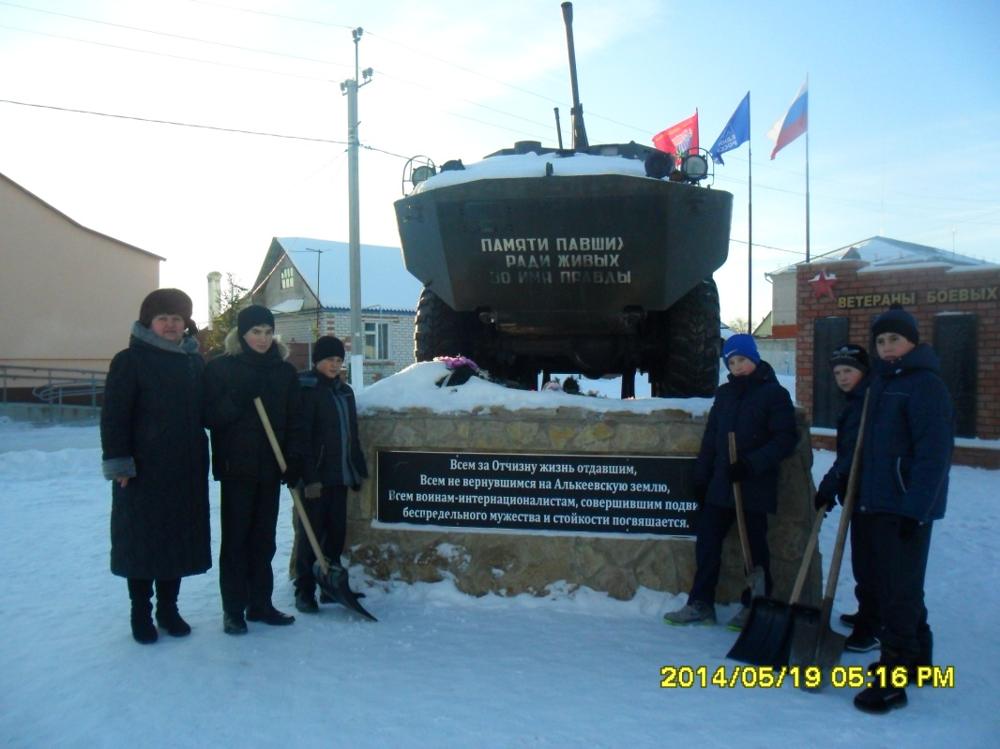 ПАМЯТИ ПАВШИХ
РАДИ ЖИВЫХ
ВО ИМЯ ПРАВДЫ
ВЕТЕРАНЫ БОЕВЫХ
Всем за Отчизну жизнь отдавшим,
Всем не вернувшимся на Алькеевскую землю,
Всем воинам-интернационалистам, совершившим подви
беспредельного мужества и стойкости посвящается.
2014/05/19 05:16 PM